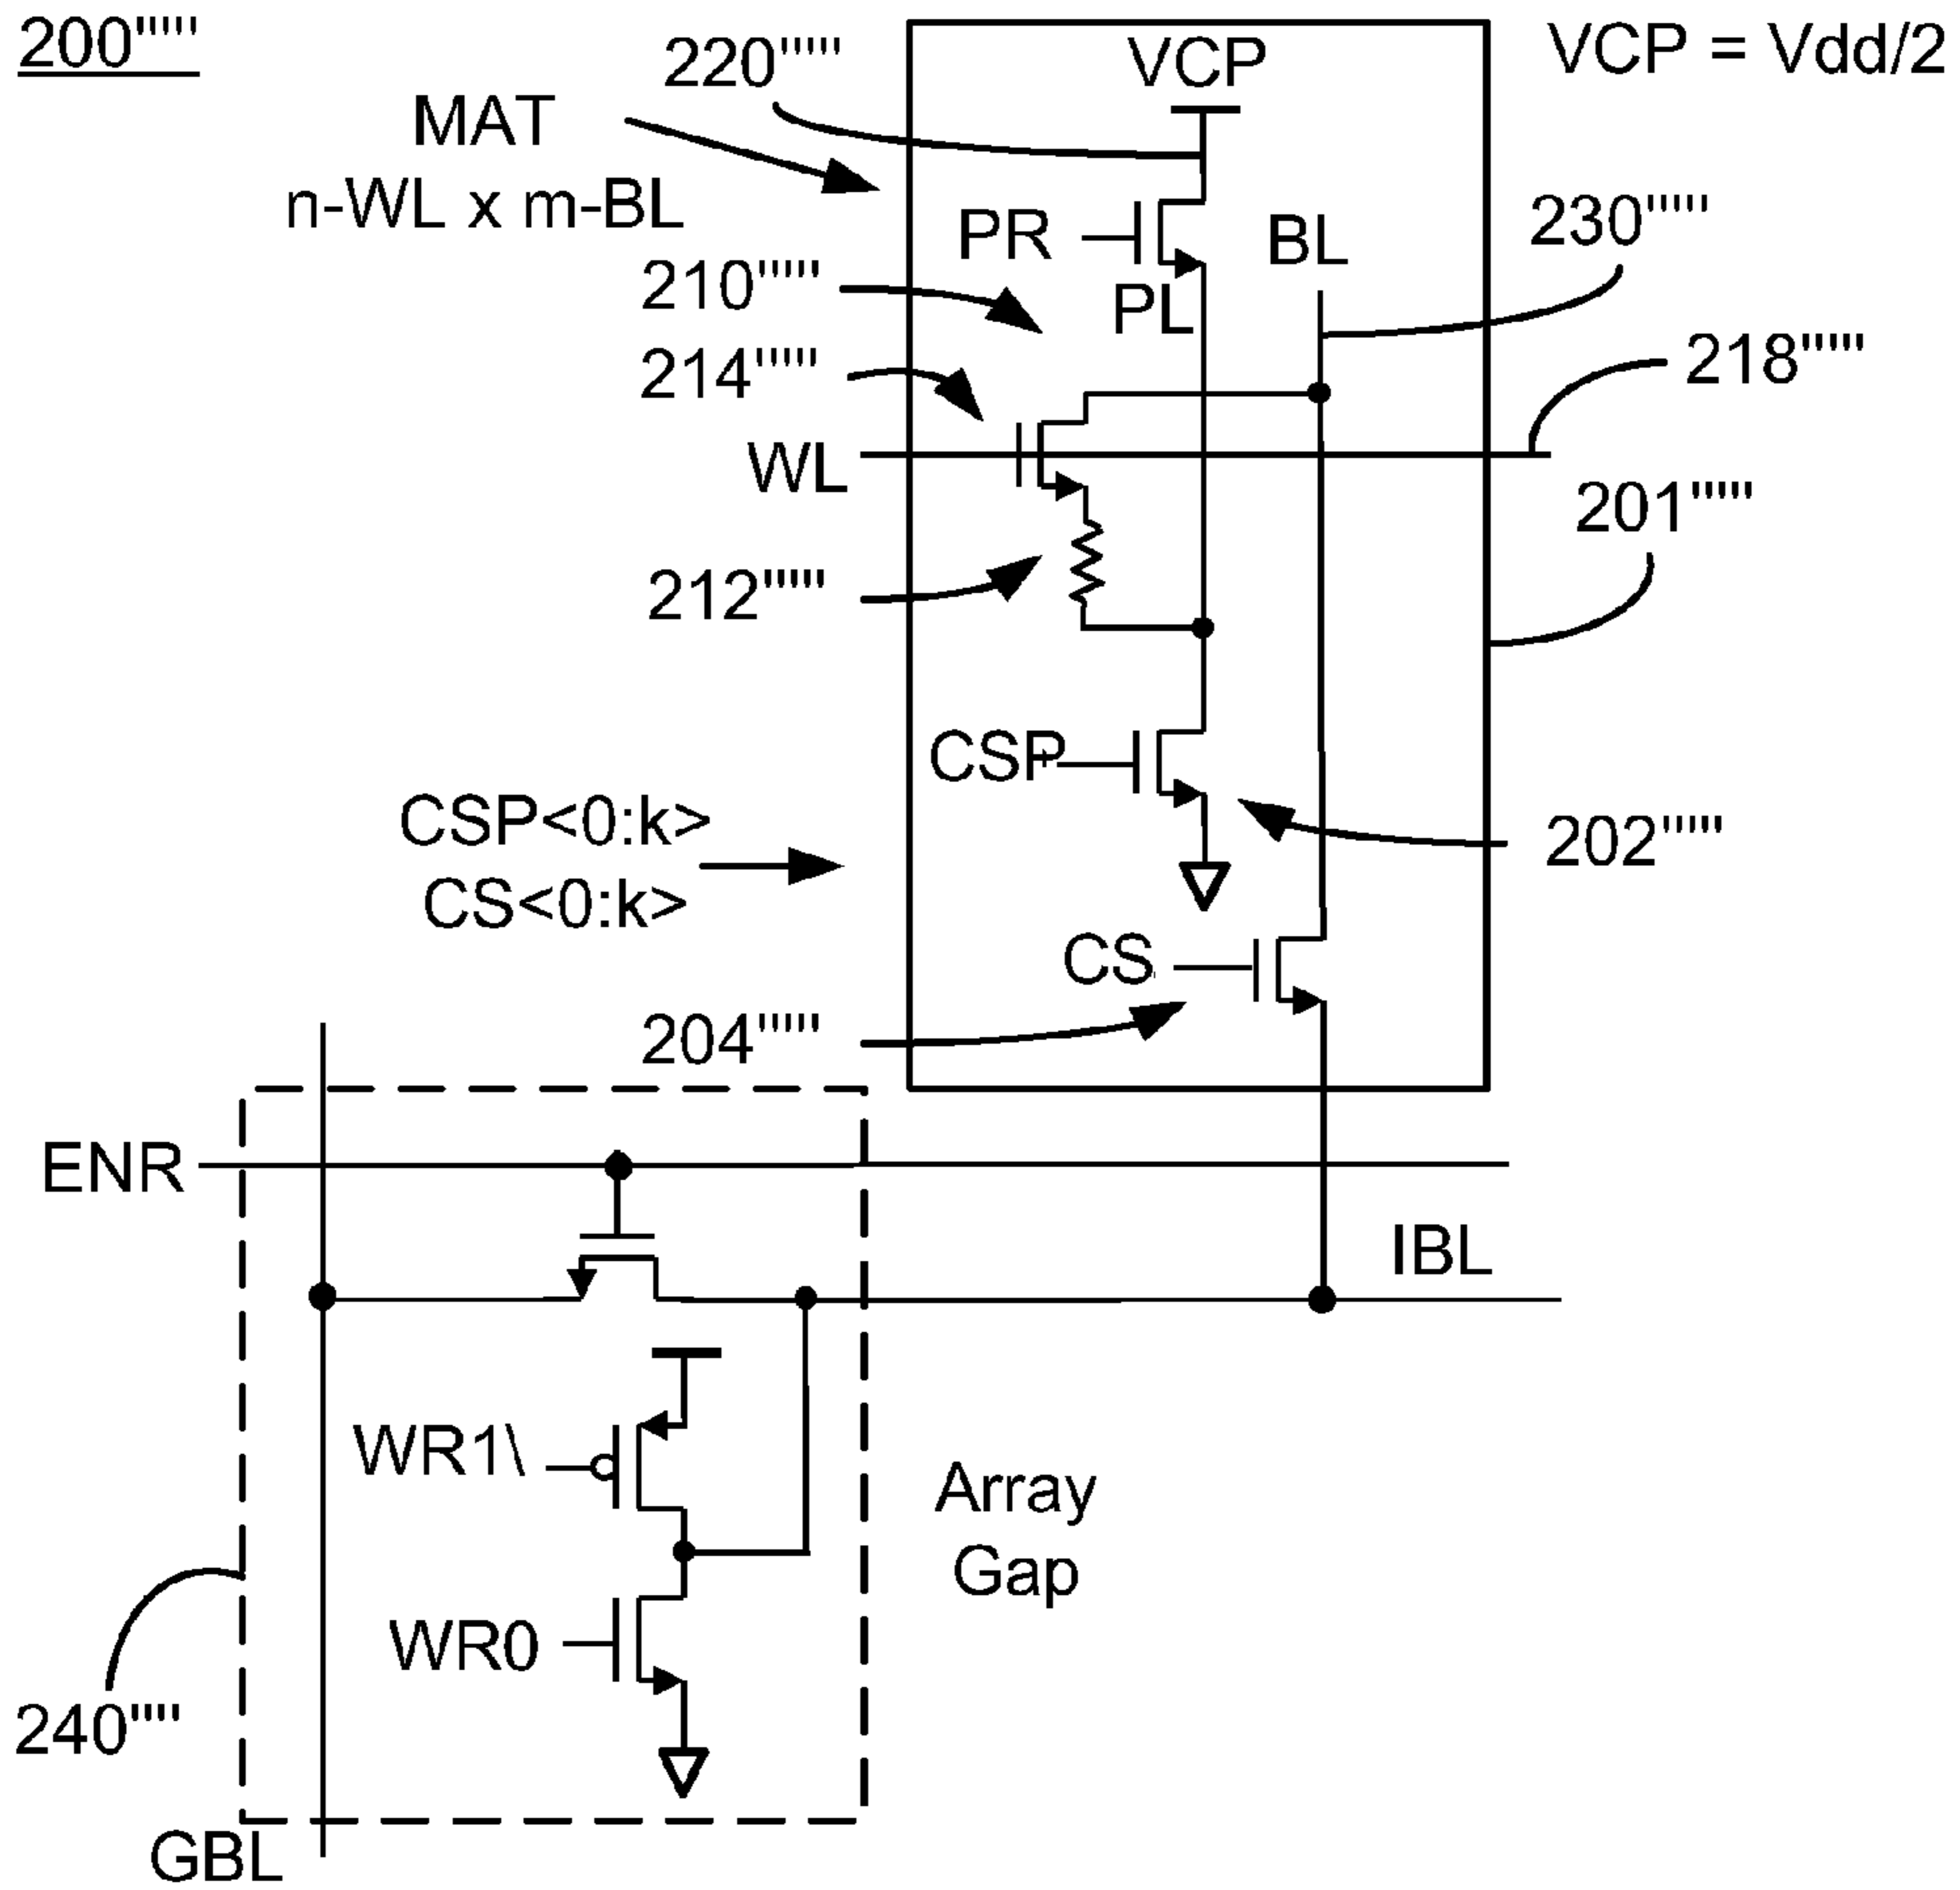 200"'"
220'""
VCP
VCP = Vdd/2
MAT
n-WL x m-BL
PR
BL
230'""
210'""
PL
214'""
218'""
WL
201'""
212'""
CSP
CSP<0:k>
CS<0:k>
202'""
CS
204'""
ENR
IBL
WR1\
Array
Gap
WR0
240""
GBL